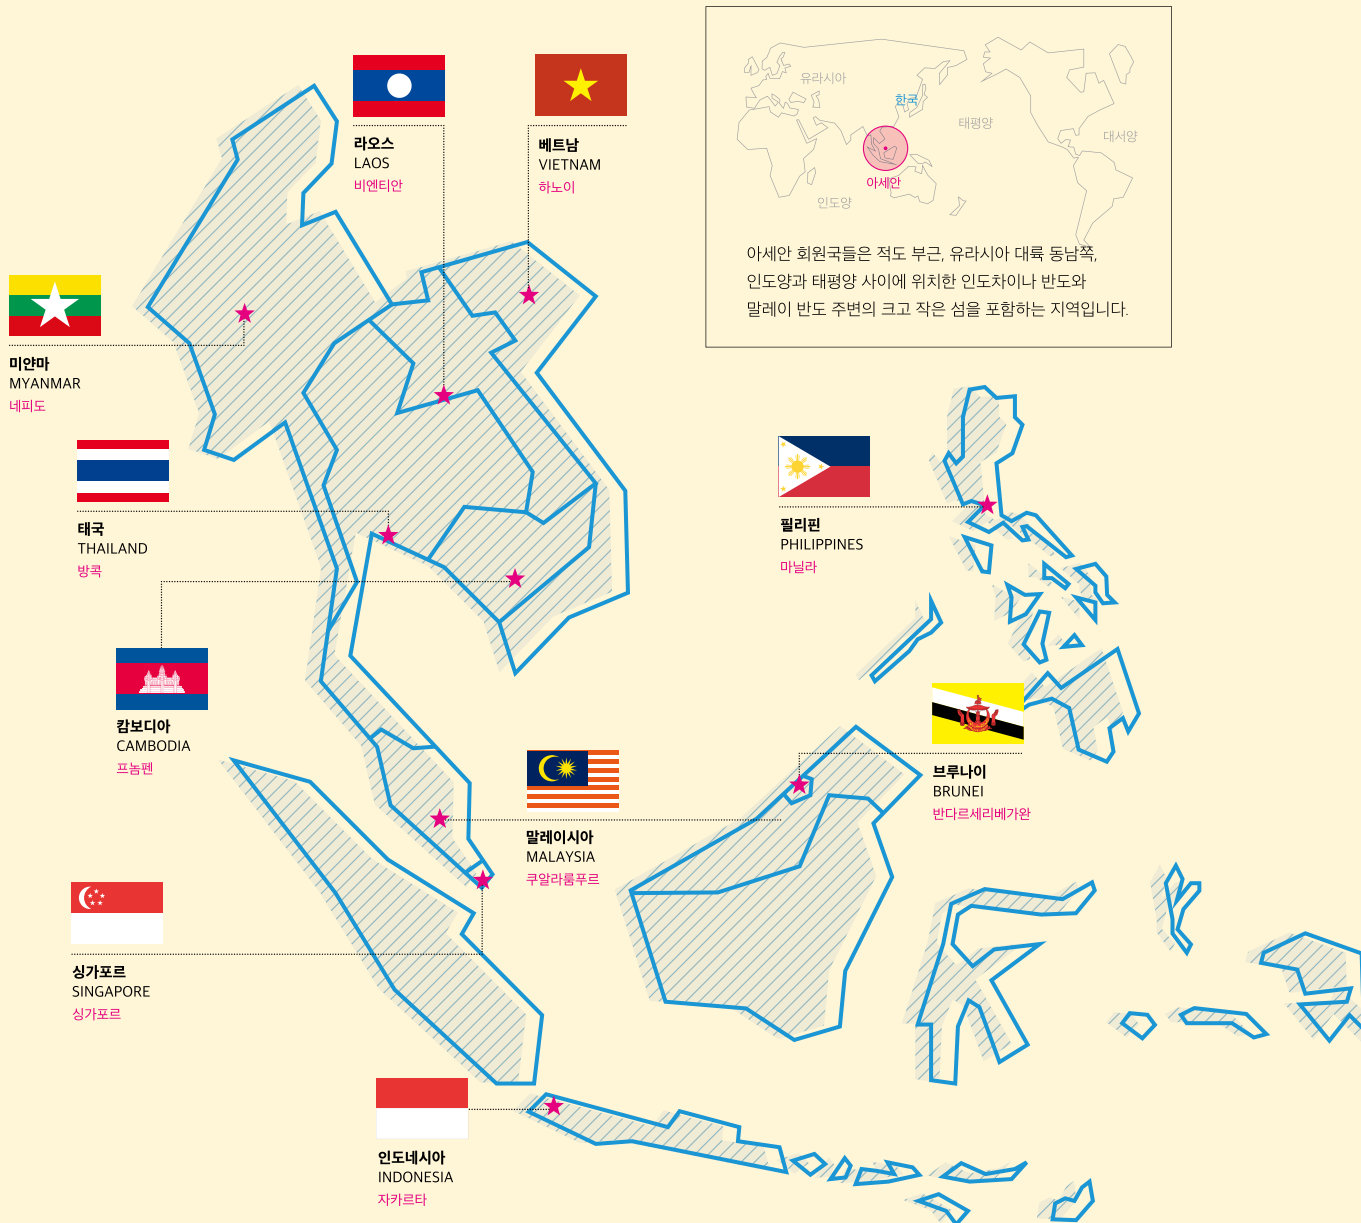 라오스
LAOS
비엔티안
베트남
VIETNAM
하노이
유라시아
한국
태평양
대서양
아세안
인도양
아세안 회원국들은 적도 부근, 유라시아 대륙 동남쪽,
인도양과 태평양 사이에 위치한 인도차이나 반도와
말레이 반도 주변의 크고 작은 섬을 포함하는 지역입니다.
미얀마
MYANMAR
네피도
태국
THAILAND
방콕
필리핀
PHILIPPINES
마닐라
캄보디아
CAMBODIA
프놈펜
브루나이
BRUNEI
반다르세리베가완
말레이시아
MALAYSIA
쿠알라룸푸르
싱가포르
SINGAPORE
싱가포르
인도네시아
INDONESIA
자카르타